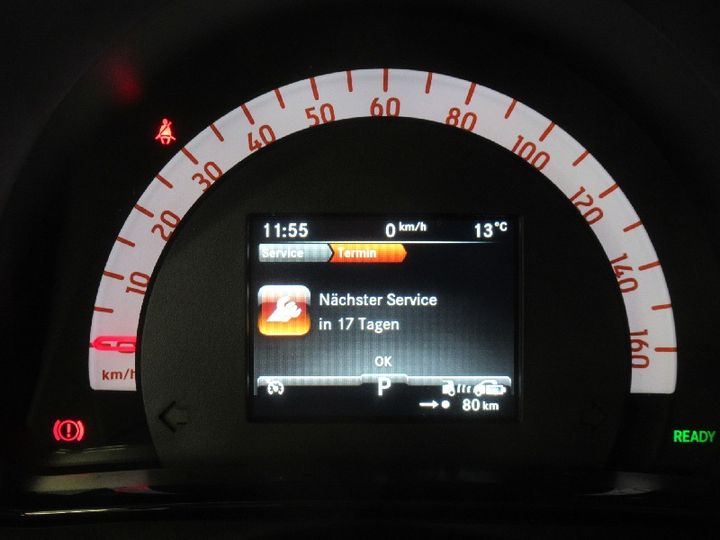 10 20 30 40 50 60 80 100 120 140 160
km/h
11:55 0 km/h 13°C
Service Termin
Nächster Service
in 17 Tagen
OK
P
80 km
READY